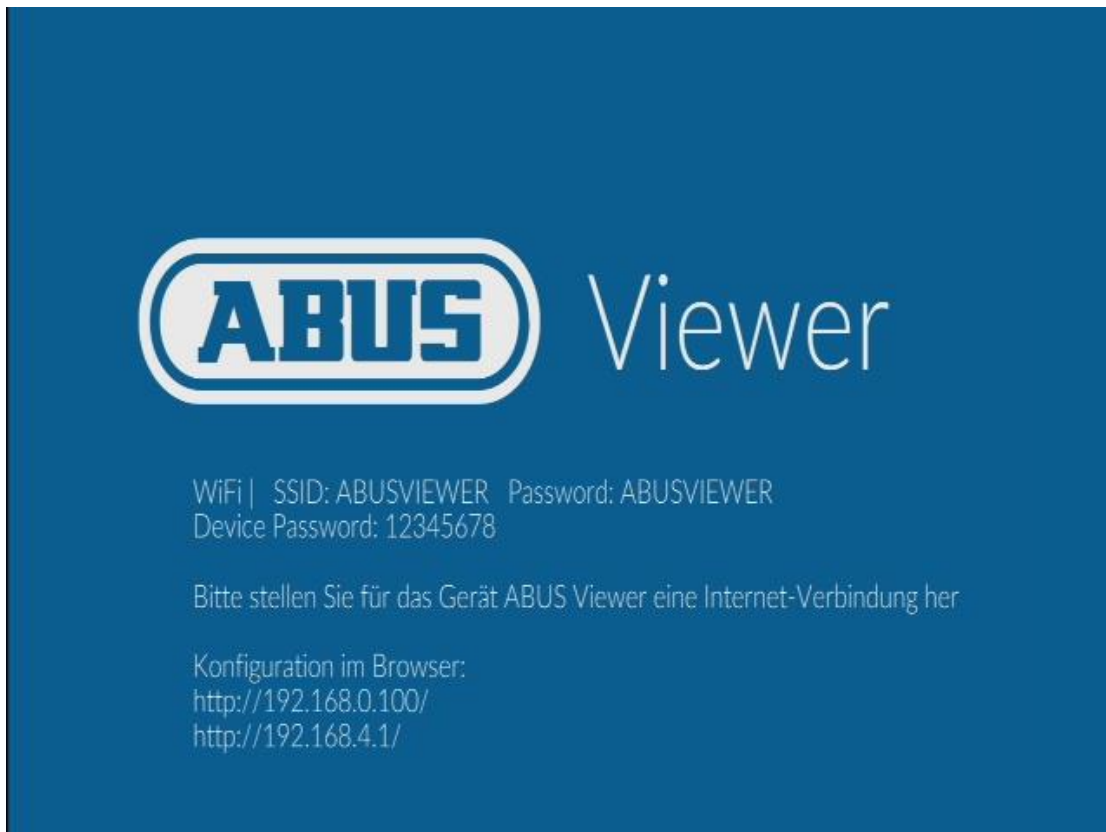 ABUS Viewer
WiFi | SSID: ABUSVIEWER Password: ABUSVIEWER
Device Password: 12345678
Bitte stellen Sie für das Gerät ABUS Viewer eine Internet-Verbindung her
Konfiguration im Browser:
http://192.168.0.100/
http://192.168.4.1/